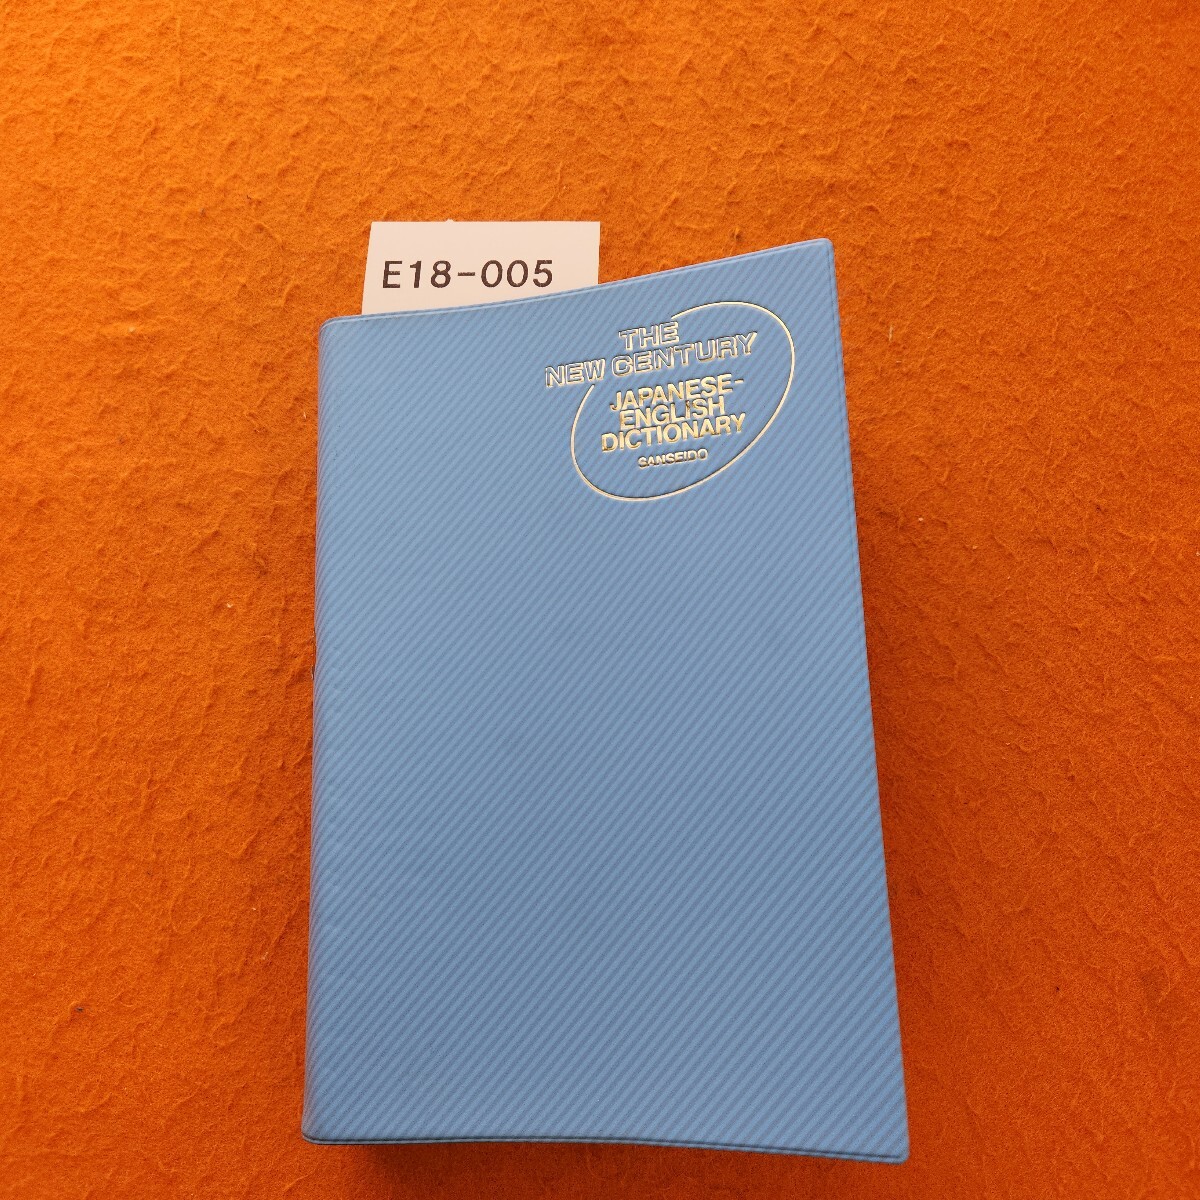 E18-005
THE
NEW CENTURY
JAPANESE-
ENGLISH
DICTIONARY
SANSEIDO